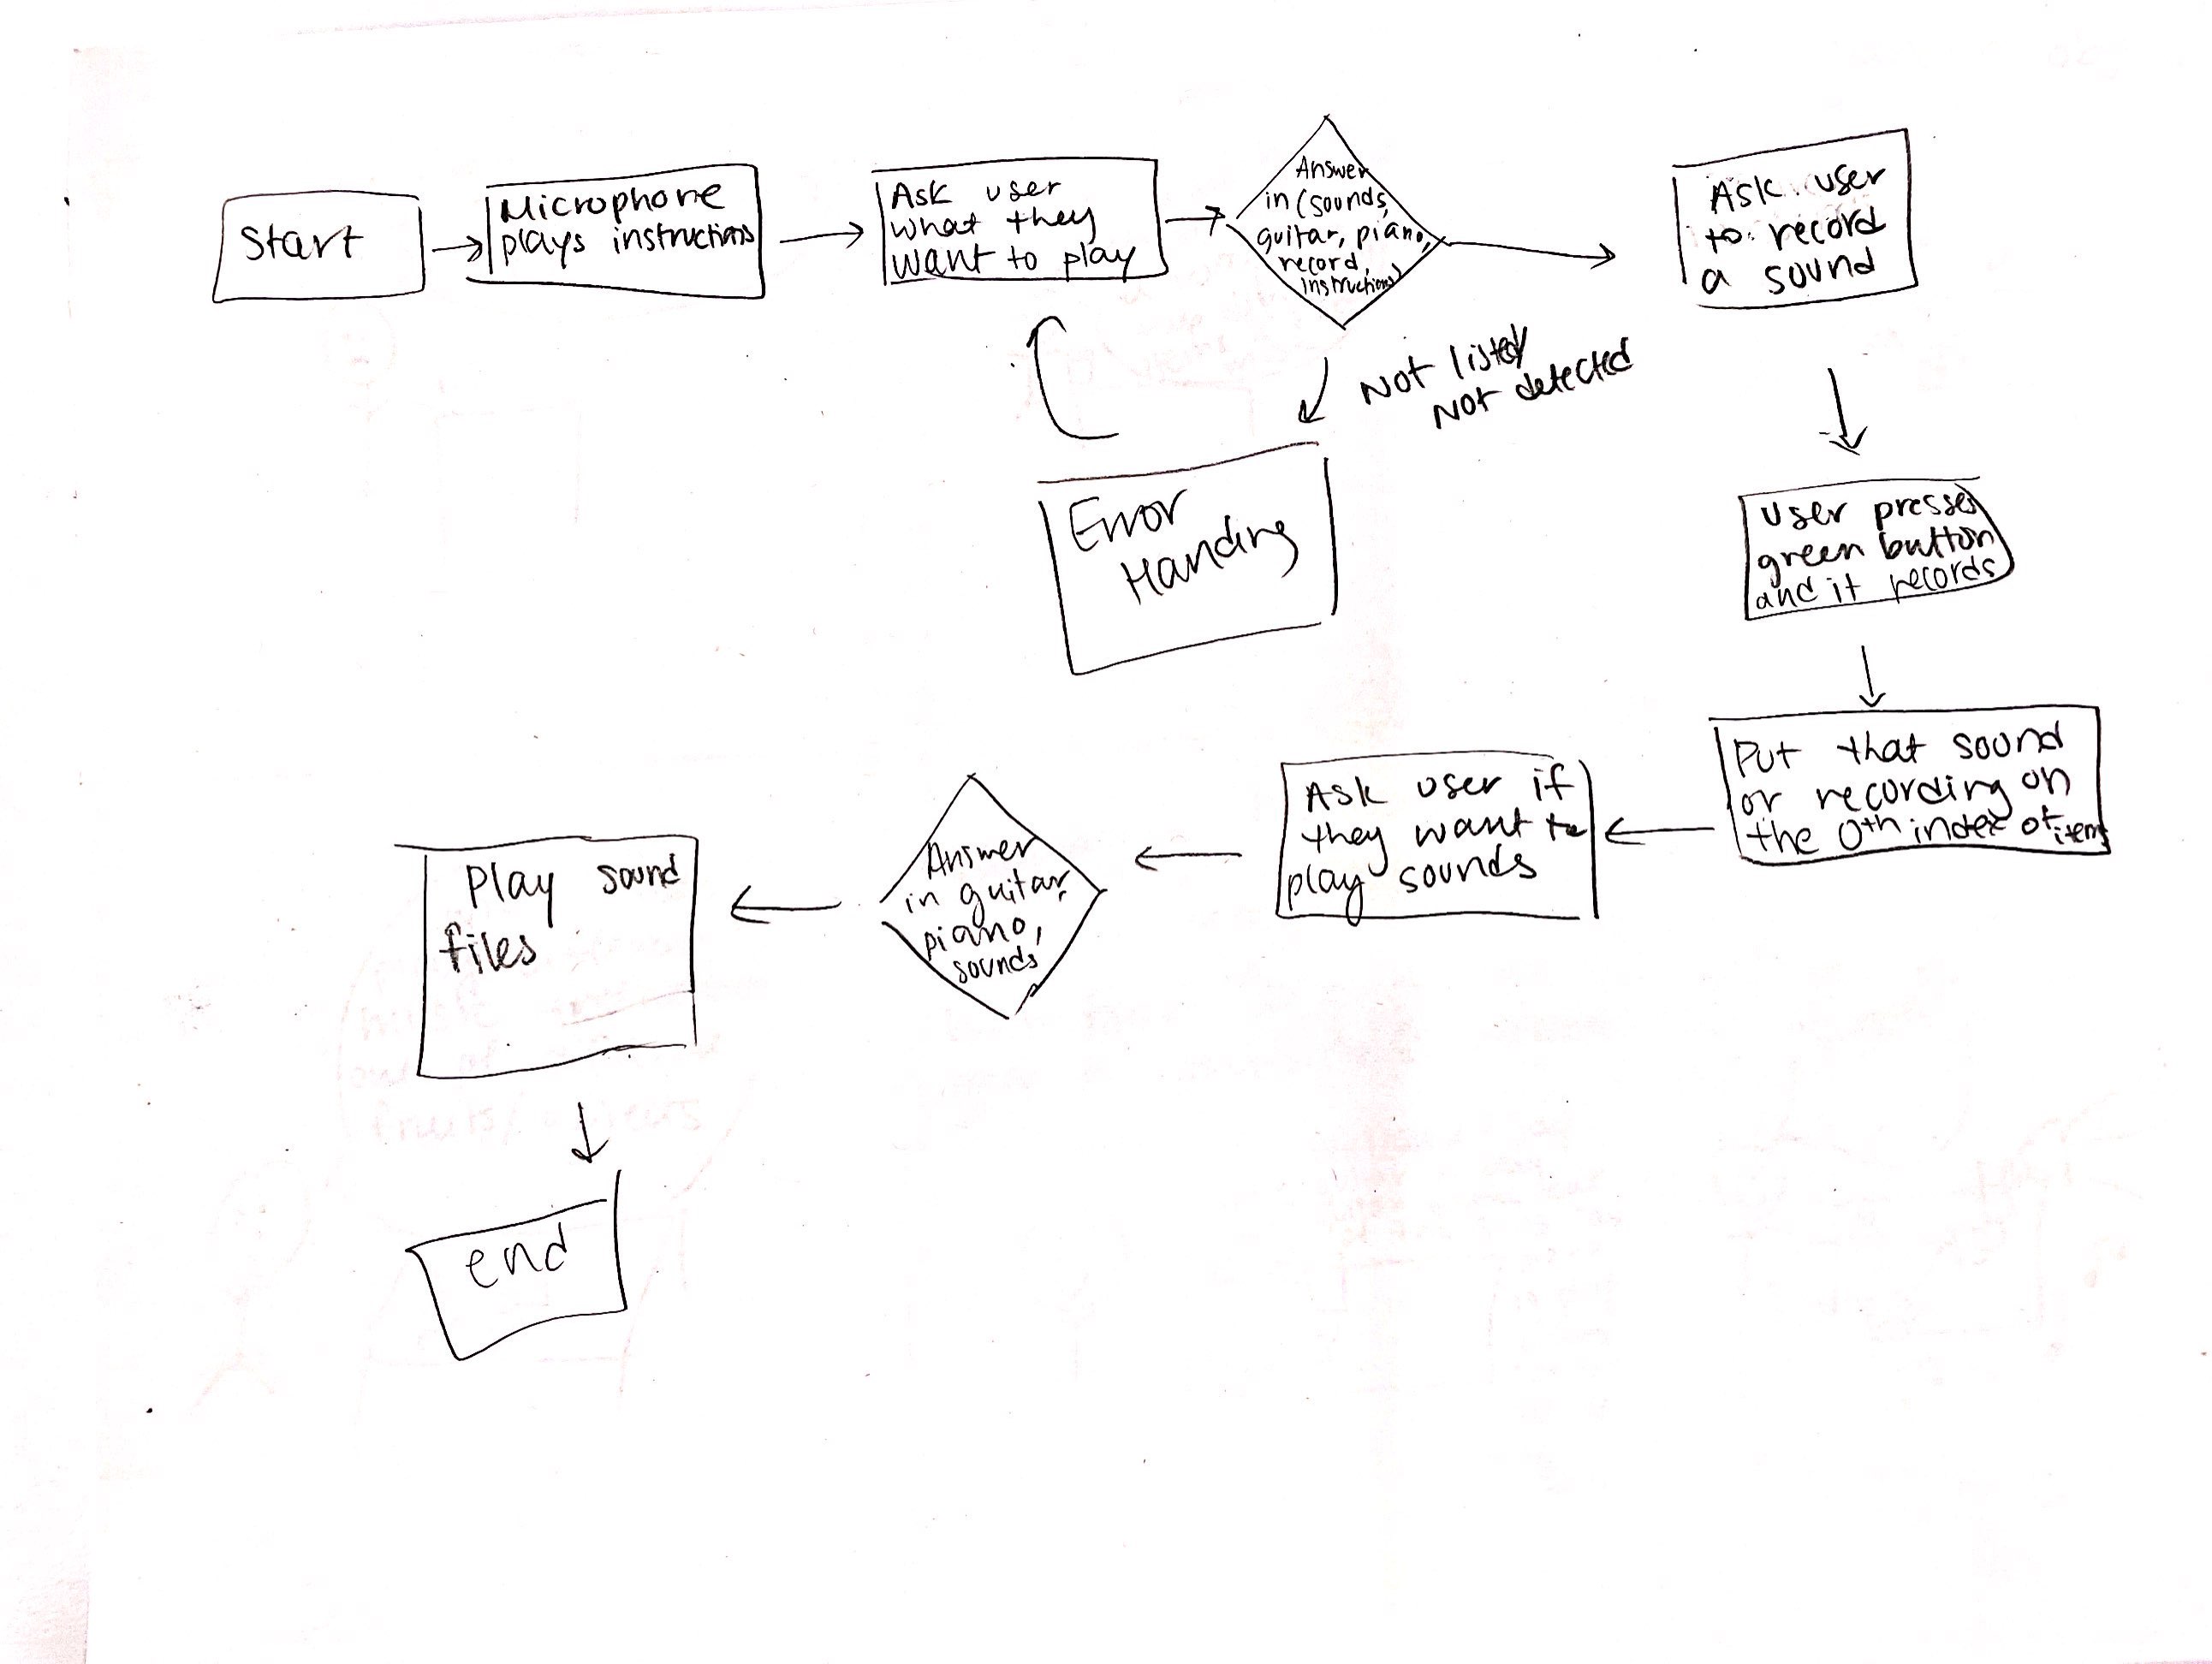 Start
Microphone
plays instructions
Ask user
what they
want to play
Answer
in (sounds,
guitar, piano,
record,
instructions)
Ask user
to record
a sound
Not listed/
Not detected
Error
Handing
User presses
green button
and it records
Put that sound
or recording on
the 0th index of items
Ask user if
they want to
play sounds
Answer
in guitar,
piano,
sounds
Play sound
files
end